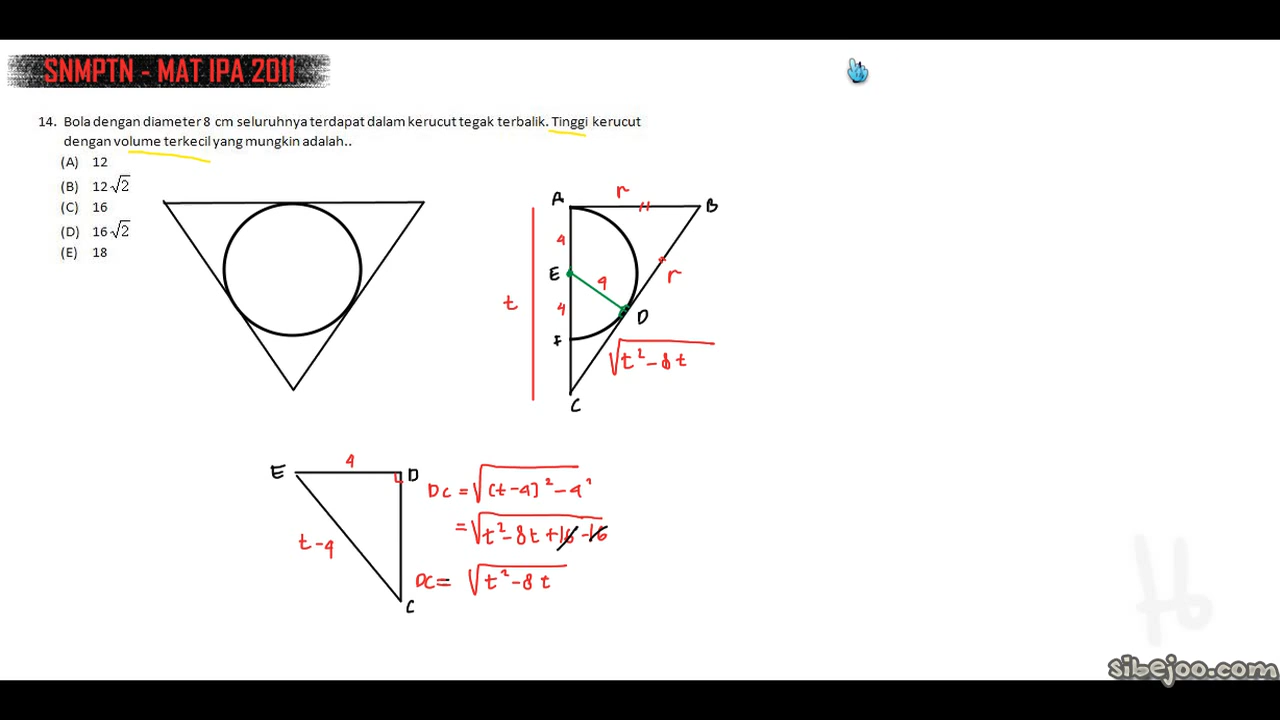 SNMPTN - MAT IPA 2011
14. Bola dengan diameter 8 cm seluruhnya terdapat dalam kerucut tegak terbalik. Tinggi kerucut
dengan volume terkecil yang mungkin adalah..
(A) 12
(B) 12√2
(C) 16
(D) 16√2
(E) 18
A r B
4
E 4 r
t 4 D
F √t²-8t
C
E 4 D
t-4
C
DC = √(t-4)²-4²
= √t²-8t+16-16
DC = √t²-8t
sibejoo.com